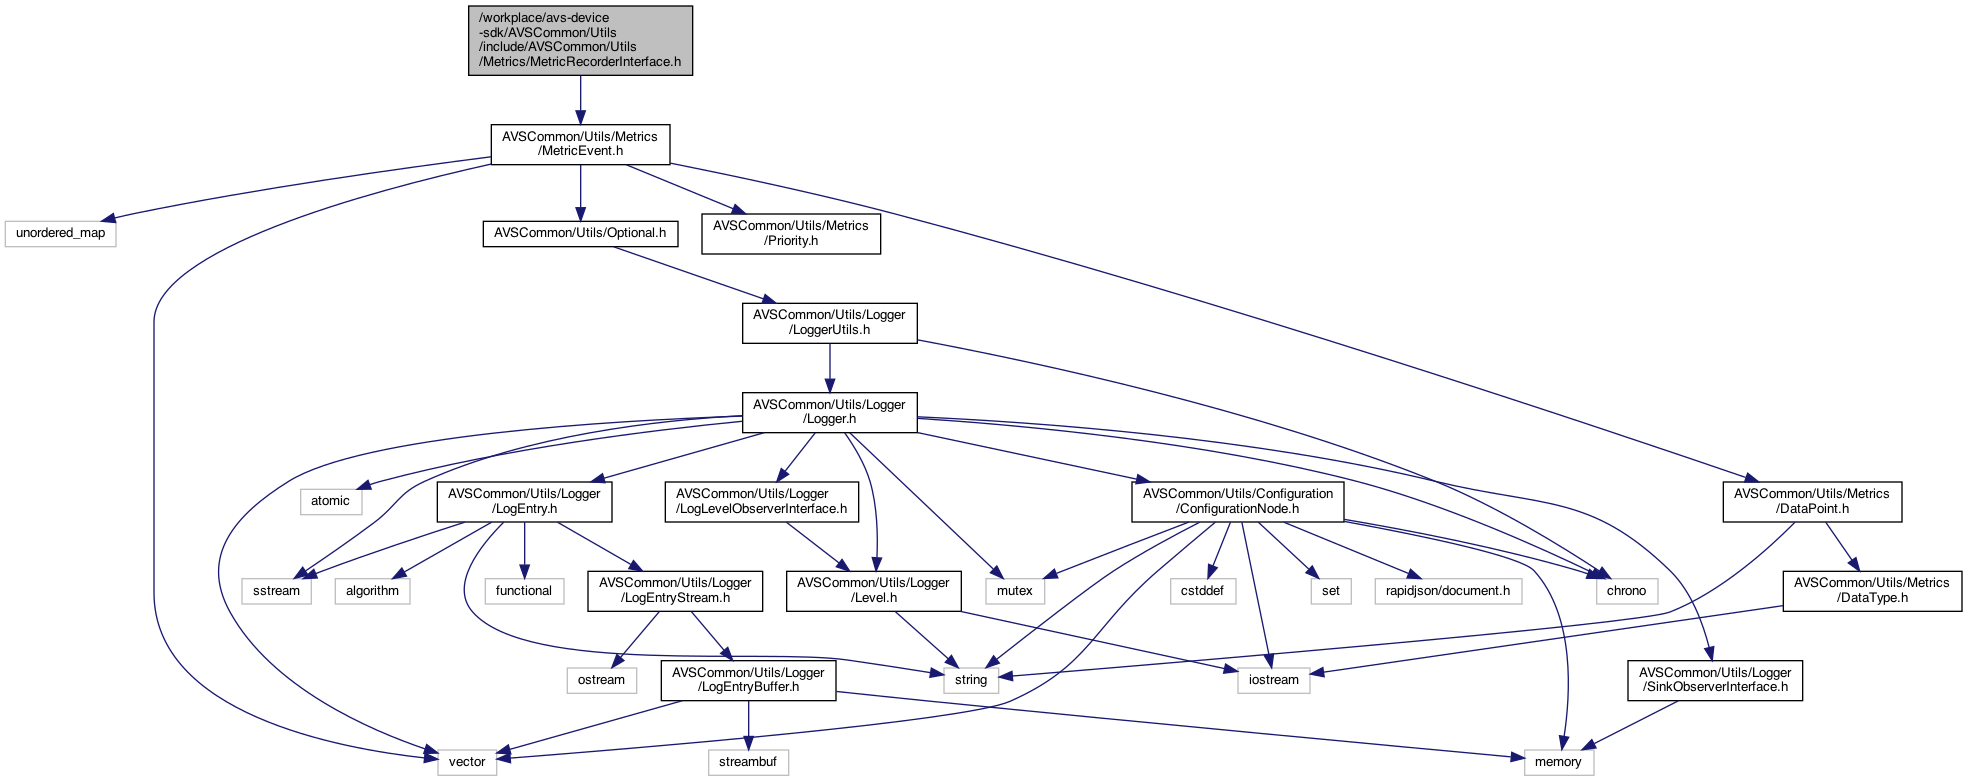 /workplace/avs-device
-sdk/AVSCommon/Utils
/include/AVSCommon/Utils
/Metrics/MetricRecorderInterface.h
AVSCommon/Utils/Metrics
/MetricEvent.h
unordered_map
AVSCommon/Utils/Optional.h
AVSCommon/Utils/Metrics
/Priority.h
AVSCommon/Utils/Logger
/LoggerUtils.h
AVSCommon/Utils/Logger
/Logger.h
atomic
AVSCommon/Utils/Logger
/LogEntry.h
AVSCommon/Utils/Logger
/LogLevelObserverInterface.h
AVSCommon/Utils/Configuration
/ConfigurationNode.h
AVSCommon/Utils/Metrics
/DataPoint.h
sstream
algorithm
functional
AVSCommon/Utils/Logger
/LogEntryStream.h
AVSCommon/Utils/Logger
/Level.h
mutex
cstddef
set
rapidjson/document.h
chrono
AVSCommon/Utils/Metrics
/DataType.h
ostream
AVSCommon/Utils/Logger
/LogEntryBuffer.h
string
iostream
AVSCommon/Utils/Logger
/SinkObserverInterface.h
vector
streambuf
memory